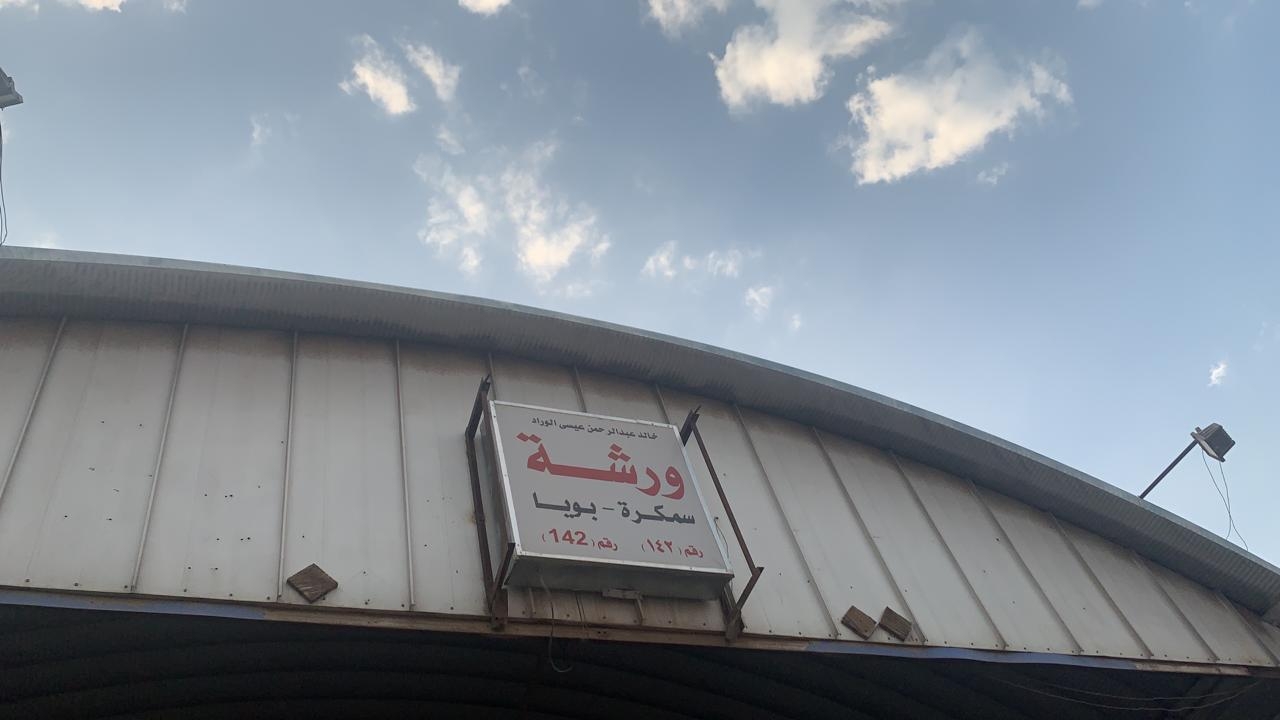 خالد عبدالرحمن عيسى الوراد
ورشة
سمكرة - بويا
رقم (١٤٢) رقم (142)